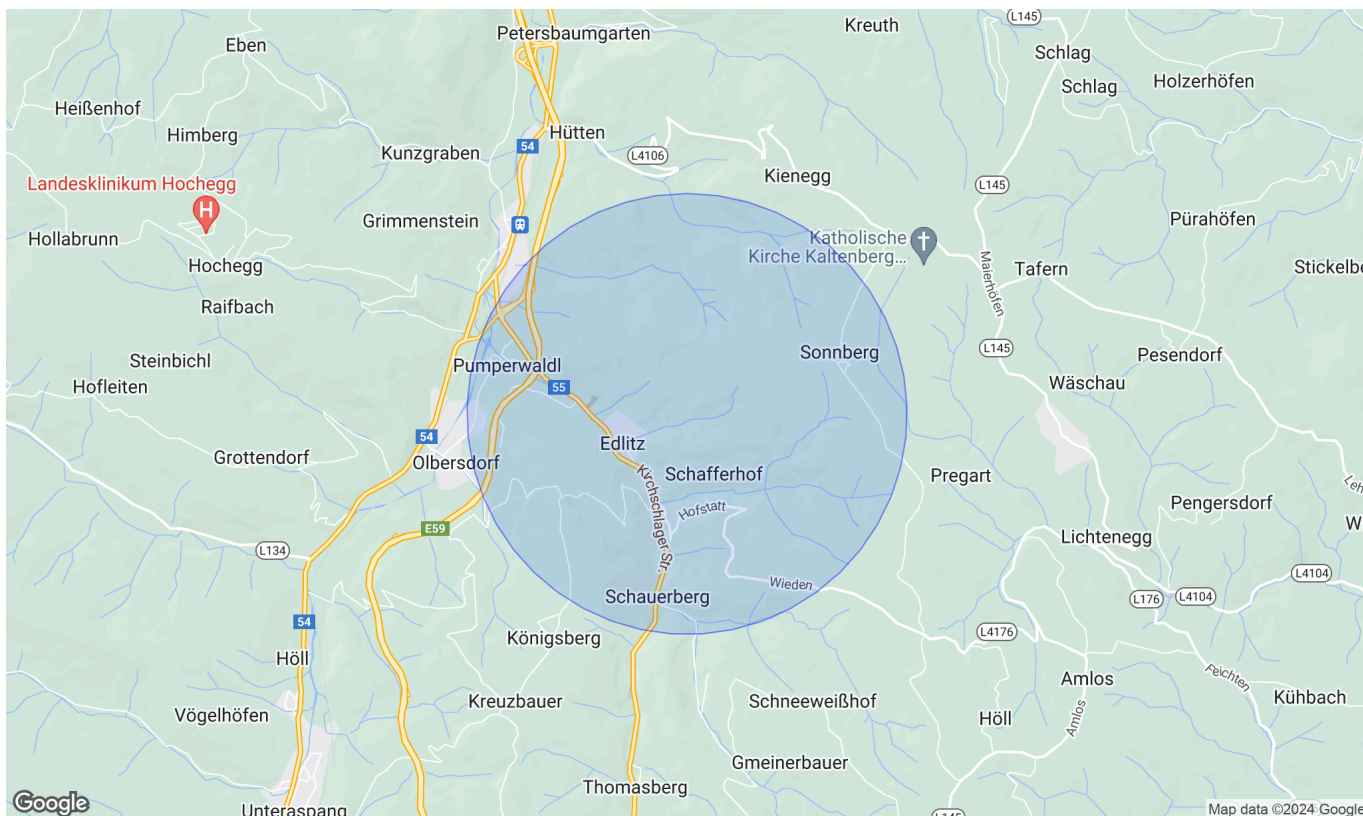 Kreuth
L145
Petersbaumgarten
Eben
Schlag
Holzerhöfen
Schlag
Heißenhof
Himberg
Hütten
54
Kunzgraben
L4106
Kienegg
L145
Landesklinikum Hochegg
H
Grimmenstein
Pürahöfen
Hollabrunn
Katholische
Kirche Kaltenberg...
Hochegg
Maierhöfen
Tafern
Stickelbe
Raifbach
Steinbichl
Sonnberg
L145
Pesendorf
Pumperwaldl
Hofleiten
55
Wäschau
54
Edlitz
Grottendorf
Olbersdorf
Schafferhof
Pregart
Kirchschlager Str.
Hofstatt
Pengersdorf
Leh
W
E59
L134
Lichtenegg
L4104
Wieden
Schauerberg
L176
L4104
54
Königsberg
L4176
Höll
Feichten
Amlos
Kreuzbauer
Schneeweißhof
Kühbach
Vögelhöfen
Höll
Amlos
Gmeinerbauer
Thomasberg
Google
Unteraspang
L145
Map data ©2024 Google